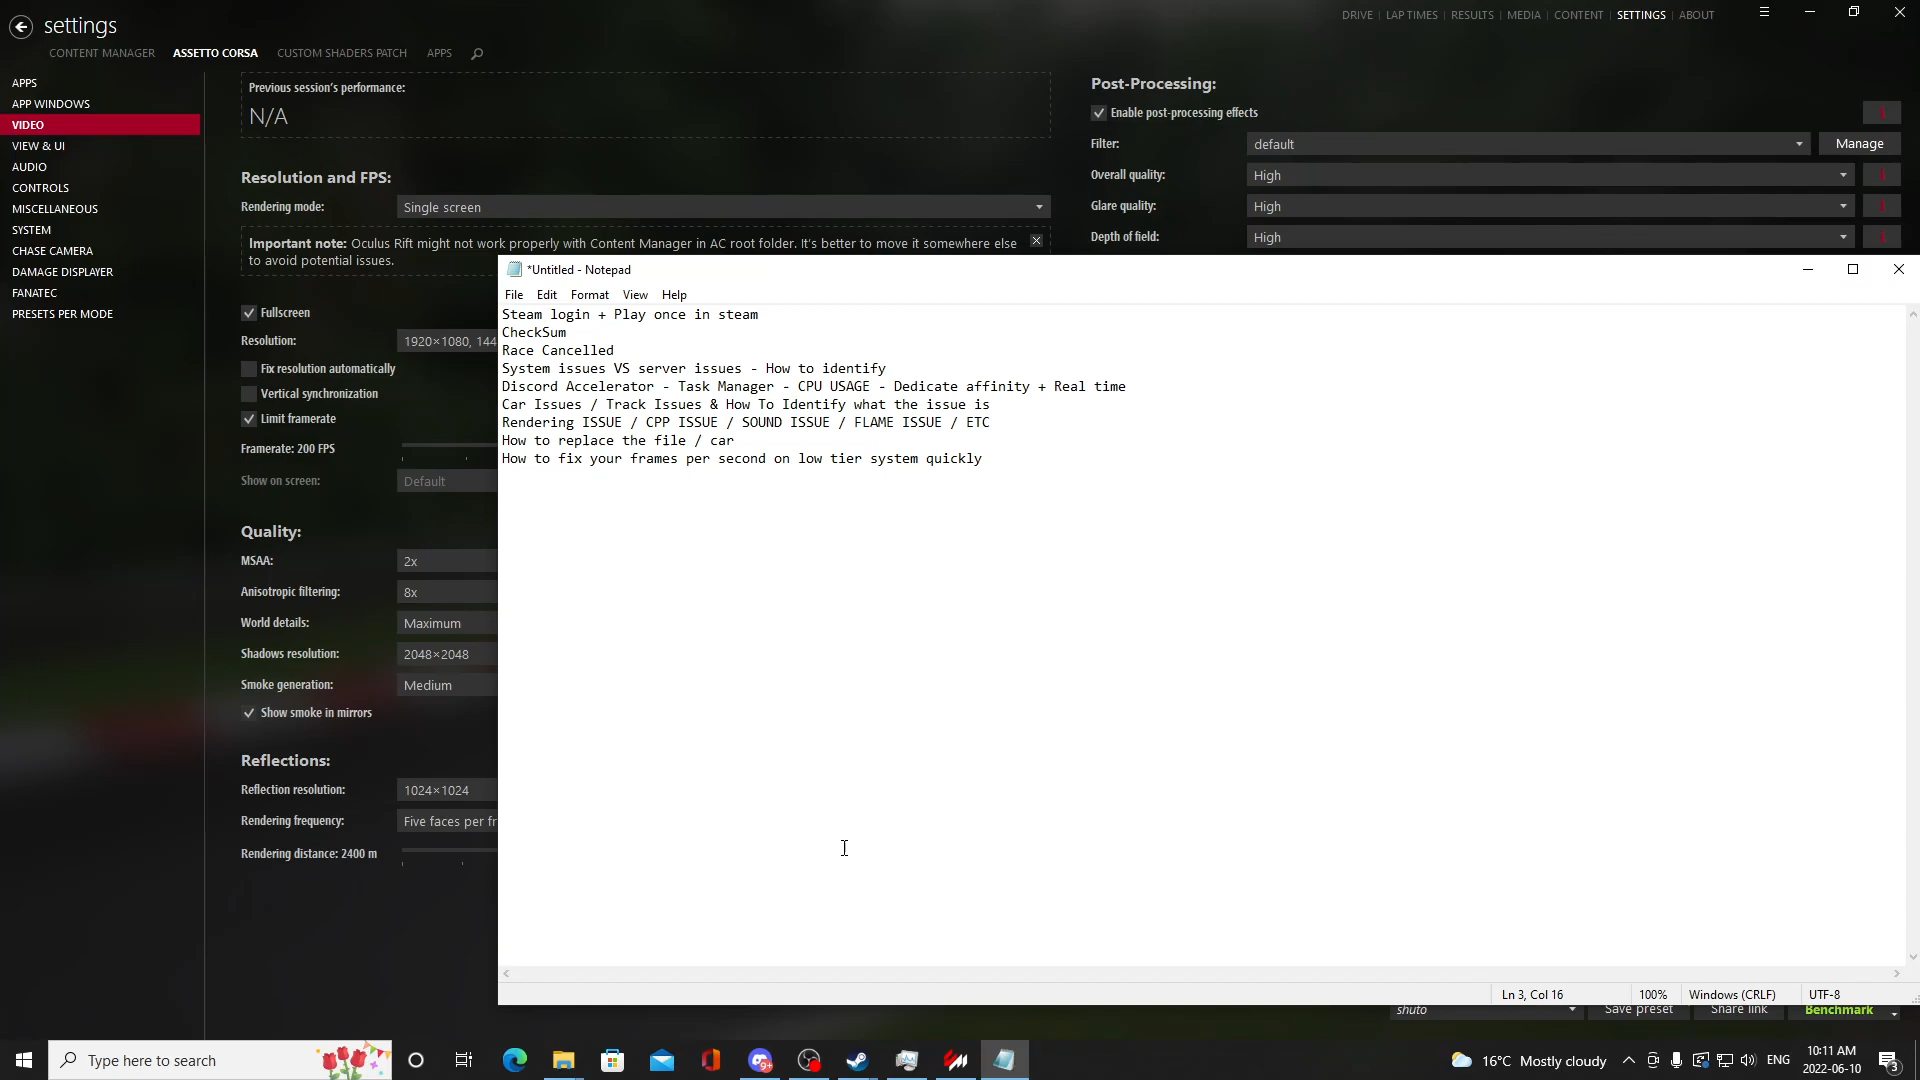 settings
DRIVE | LAP TIMES | RESULTS | MEDIA | CONTENT | SETTINGS | ABOUT
CONTENT MANAGER ASSETTO CORSA CUSTOM SHADERS PATCH APPS
APPS
APP WINDOWS
VIDEO
VIEW & UI
AUDIO
CONTROLS
MISCELLANEOUS
SYSTEM
CHASE CAMERA
DAMAGE DISPLAYER
FANATEC
PRESETS PER MODE
Previous session's performance:
N/A
Resolution and FPS:
Rendering mode: Single screen
Important note: Oculus Rift might not work properly with Content Manager in AC root folder. It's better to move it somewhere else
to avoid potential issues.
Fullscreen
Resolution: 1920×1080, 144
Fix resolution automatically
Vertical synchronization
Limit framerate
Framerate: 200 FPS
Show on screen: Default
Quality:
MSAA: 2x
Anisotropic filtering: 8x
World details: Maximum
Shadows resolution: 2048×2048
Smoke generation: Medium
Show smoke in mirrors
Reflections:
Reflection resolution: 1024×1024
Rendering frequency: Five faces per fr
Rendering distance: 2400 m
Post-Processing:
Enable post-processing effects
Filter: default Manage
Overall quality: High
Glare quality: High
Depth of field: High
*Untitled - Notepad
File Edit Format View Help
Steam login + Play once in steam
CheckSum
Race Cancelled
System issues VS server issues - How to identify
Discord Accelerator - Task Manager - CPU USAGE - Dedicate affinity + Real time
Car Issues / Track Issues & How To Identify what the issue is
Rendering ISSUE / CPP ISSUE / SOUND ISSUE / FLAME ISSUE / ETC
How to replace the file / car
How to fix your frames per second on low tier system quickly
Ln 3, Col 16 100% Windows (CRLF) UTF-8
shuto Save preset Share link Benchmark
Type here to search
9+
16°C Mostly cloudy ENG
10:11 AM
2022-06-10
3